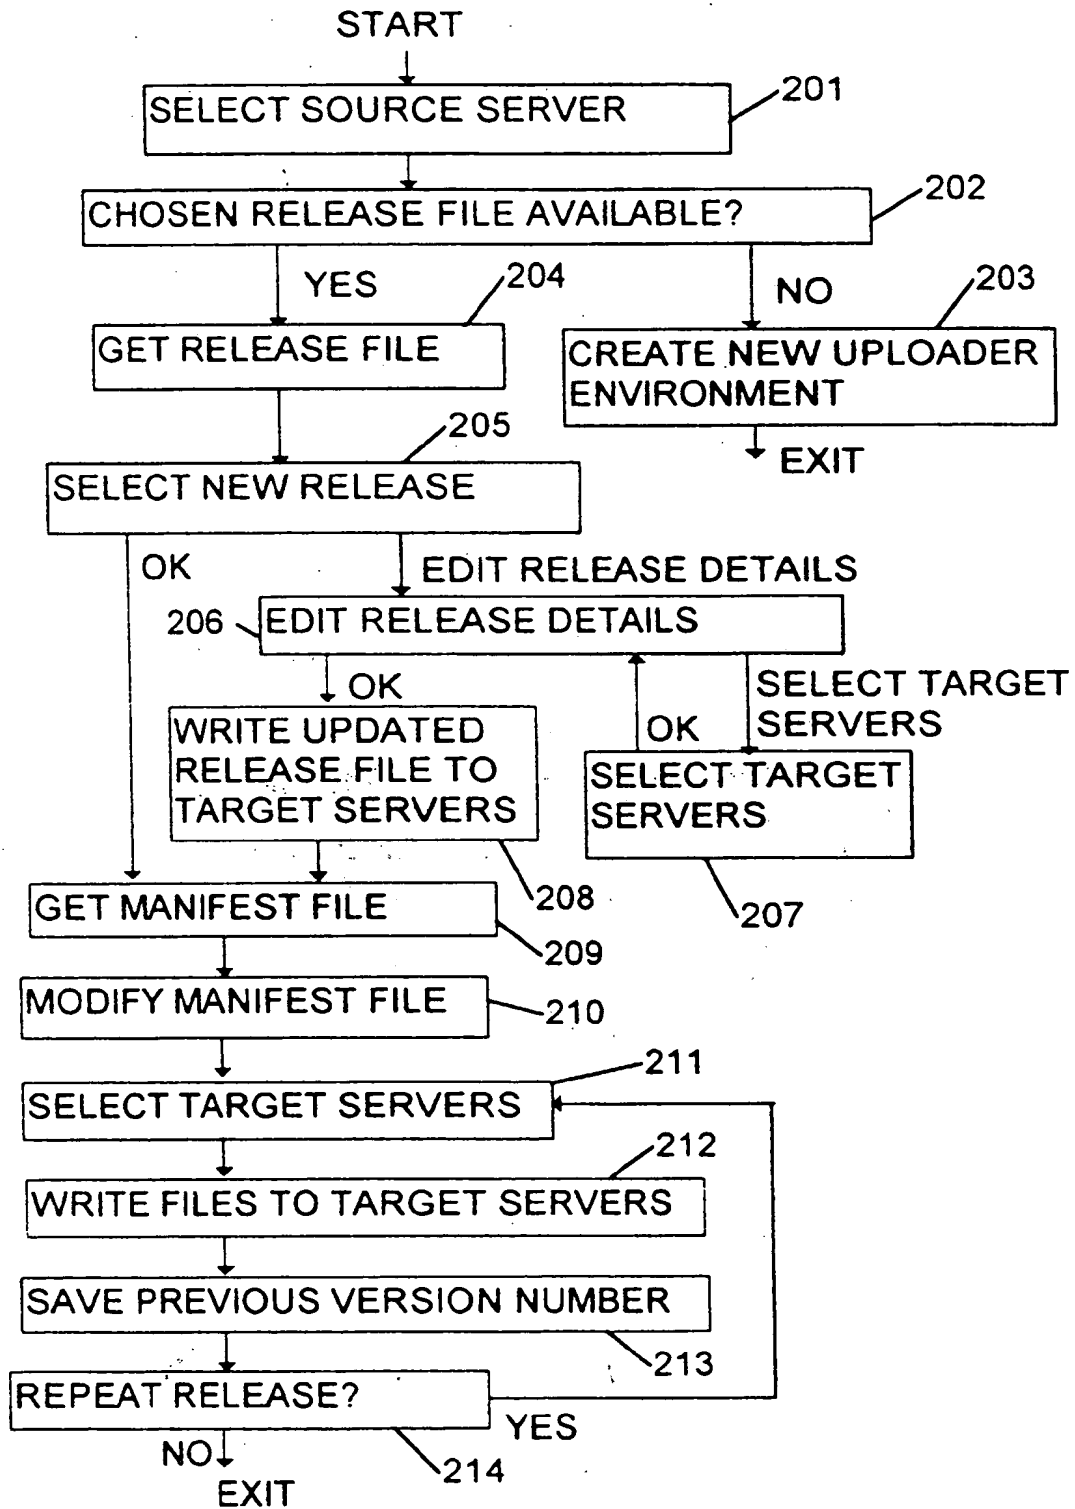 START
SELECT SOURCE SERVER
201
CHOSEN RELEASE FILE AVAILABLE?
202
YES
204
NO
203
GET RELEASE FILE
CREATE NEW UPLOADER
ENVIRONMENT
EXIT
205
SELECT NEW RELEASE
OK
EDIT RELEASE DETAILS
206
EDIT RELEASE DETAILS
OK
SELECT TARGET
SERVERS
OK
WRITE UPDATED
RELEASE FILE TO
TARGET SERVERS
SELECT TARGET
SERVERS
208
207
GET MANIFEST FILE
209
MODIFY MANIFEST FILE
210
211
SELECT TARGET SERVERS
212
WRITE FILES TO TARGET SERVERS
SAVE PREVIOUS VERSION NUMBER
213
REPEAT RELEASE?
YES
NO
214
EXIT